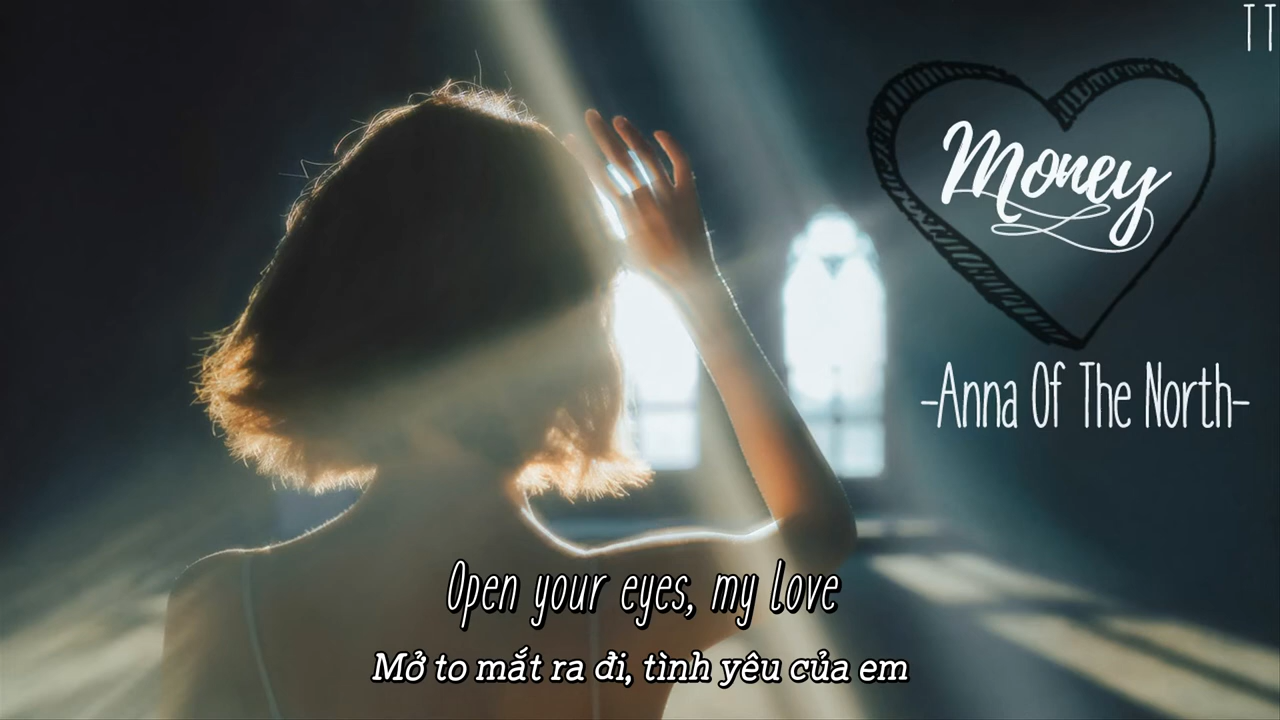 TT
Money
-Anna Of The North-
Open your eyes, my love
Mở to mắt ra đi, tình yêu của em